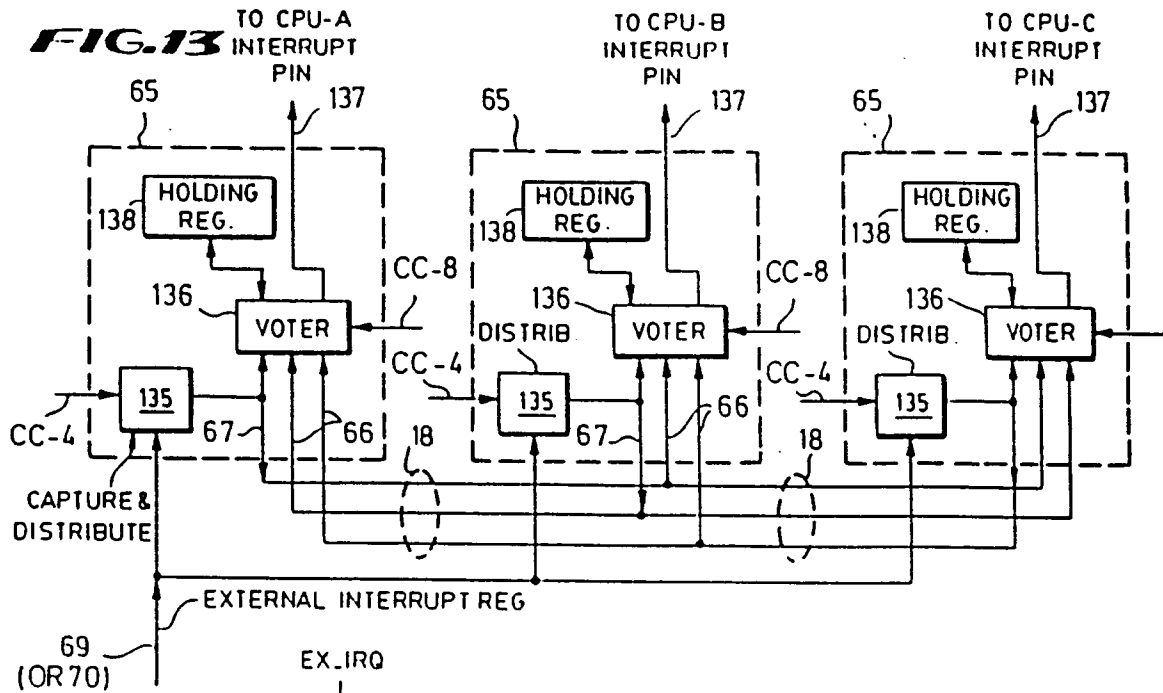 FIG.13
TO CPU-A
INTERRUPT
PIN
TO CPU-B
INTERRUPT
PIN
TO CPU-C
INTERRUPT
PIN
65
137
65
137
65
137
HOLDING
REG.
138
HOLDING
REG.
138
HOLDING
REG.
138
CC-8
CC-8
136
VOTER
136
VOTER
136
VOTER
DISTRIB.
DISTRIB.
CC-4
135
CC-4
135
CC-4
135
67
66
67
66
18
18
CAPTURE &
DISTRIBUTE
EXTERNAL INTERRUPT REG
69
(OR 70)
EX_IRQ